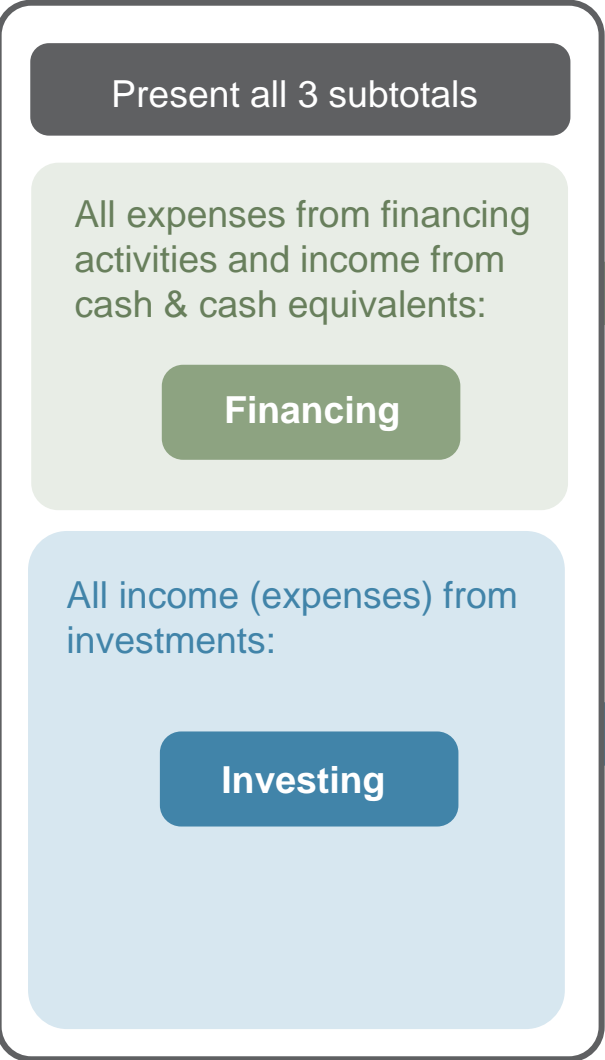 Present all 3 subtotals
All expenses from financing
activities and income from
cash & cash equivalents:
Financing
All income (expenses) from
investments:
Investing